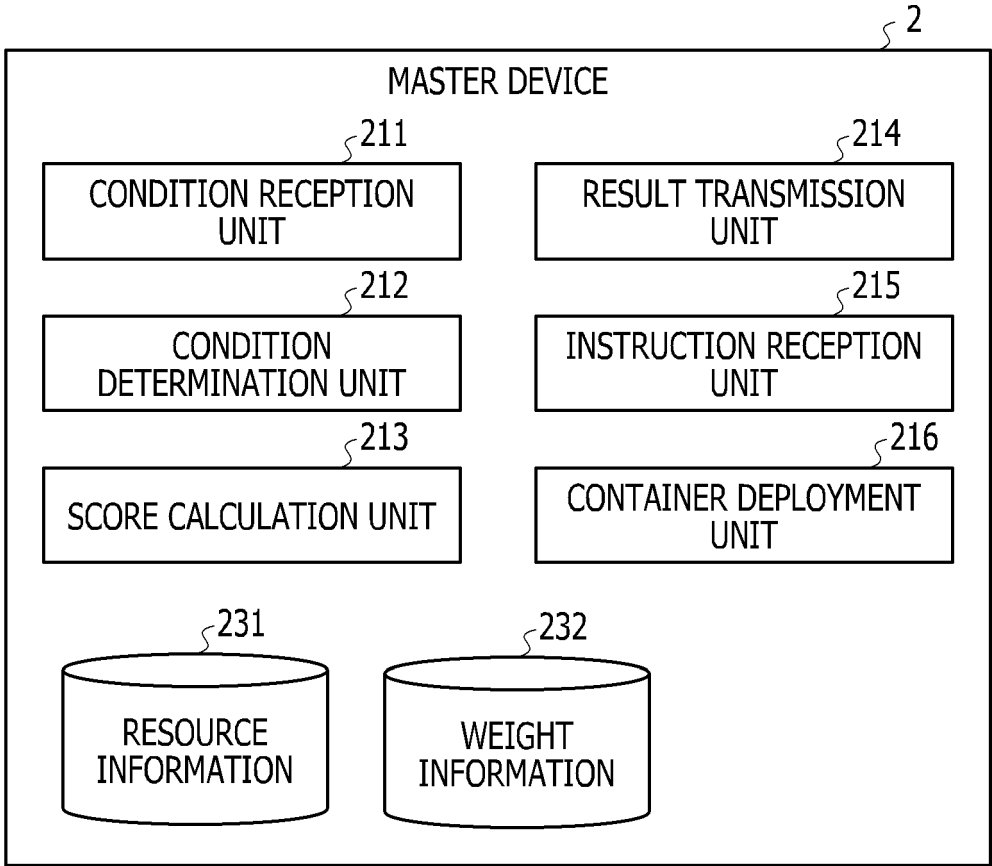 2
MASTER DEVICE
211
CONDITION RECEPTION
UNIT
214
RESULT TRANSMISSION
UNIT
212
CONDITION
DETERMINATION UNIT
215
INSTRUCTION RECEPTION
UNIT
213
SCORE CALCULATION UNIT
216
CONTAINER DEPLOYMENT
UNIT
231
RESOURCE
INFORMATION
232
WEIGHT
INFORMATION